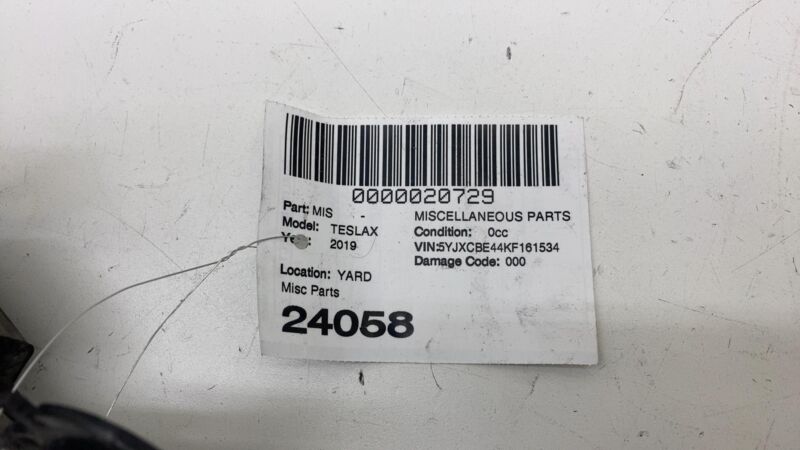 0000020729
Part: MIS - MISCELLANEOUS PARTS
Model: TESLAX Condition: 0cc
2019 VIN:5YJXCBE44KF161534
Damage Code: 000
Location: YARD
Misc Parts
24058